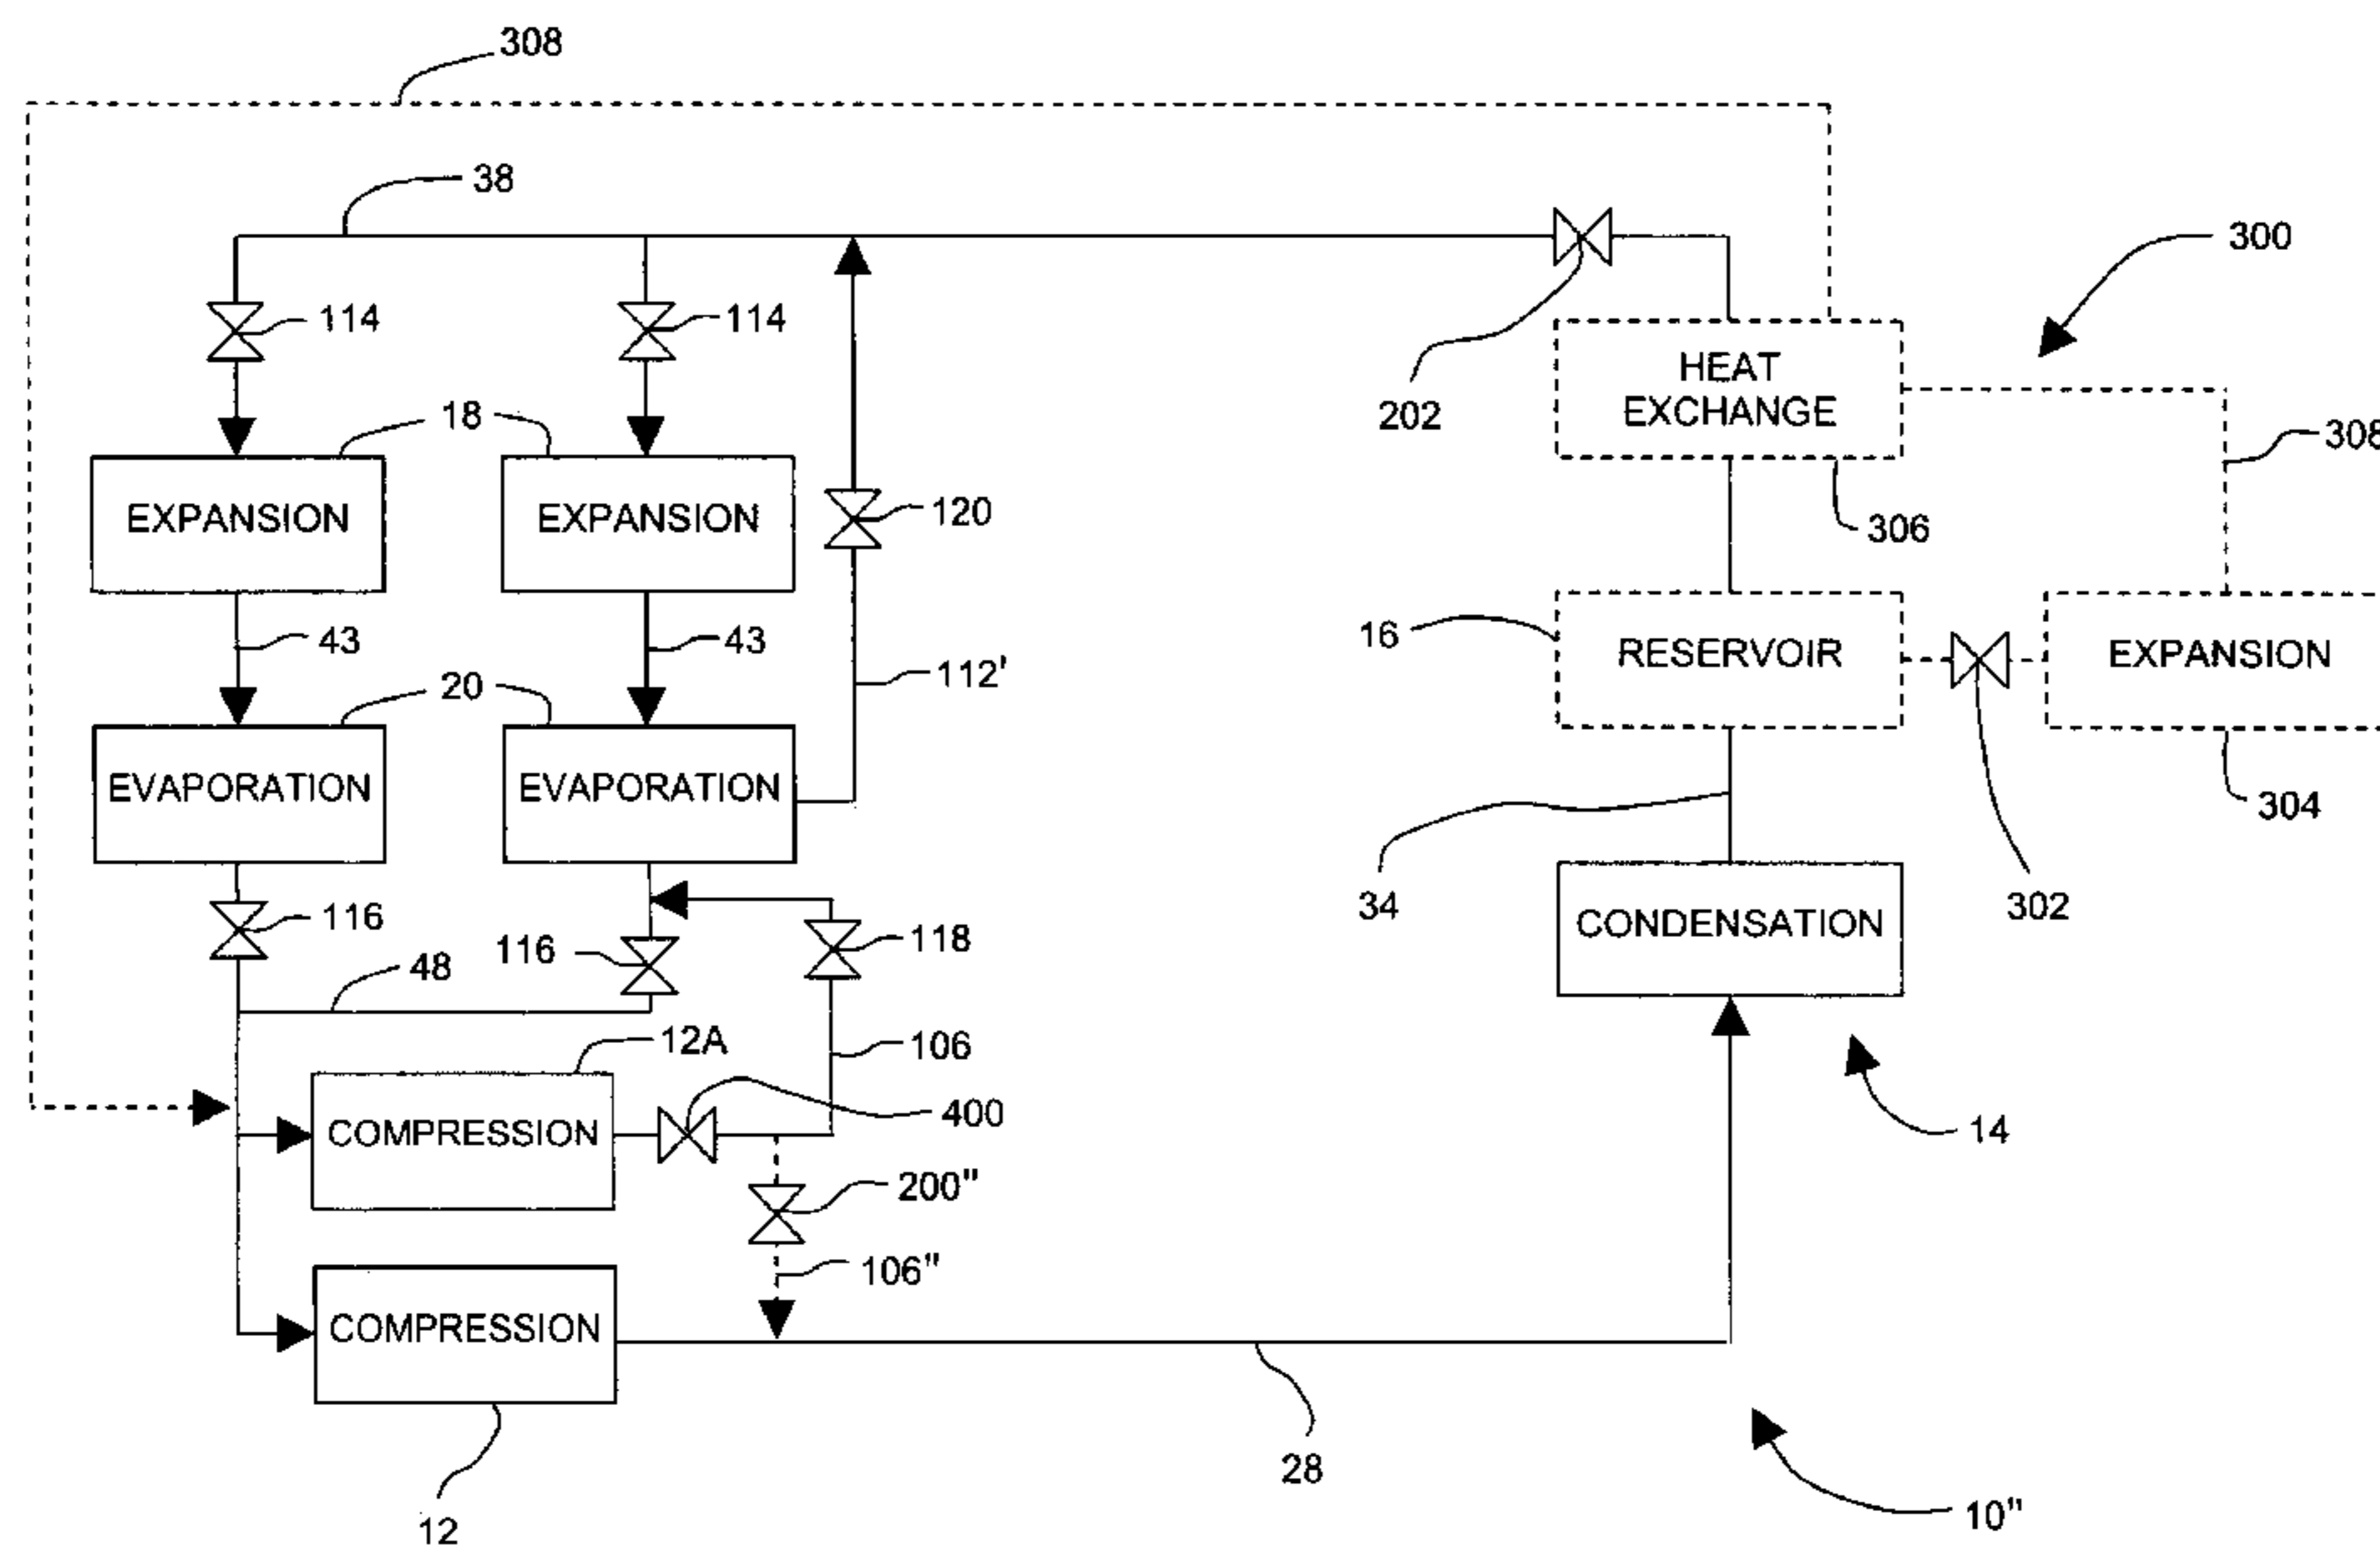 308
38
300
114
114
202
HEAT
EXCHANGE
18
308
EXPANSION
EXPANSION
120
306
43
43
112'
16
RESERVOIR
EXPANSION
20
EVAPORATION
EVAPORATION
304
34
302
116
116
118
CONDENSATION
48
12A
106
COMPRESSION
400
14
200"
106"
COMPRESSION
28
12
10"